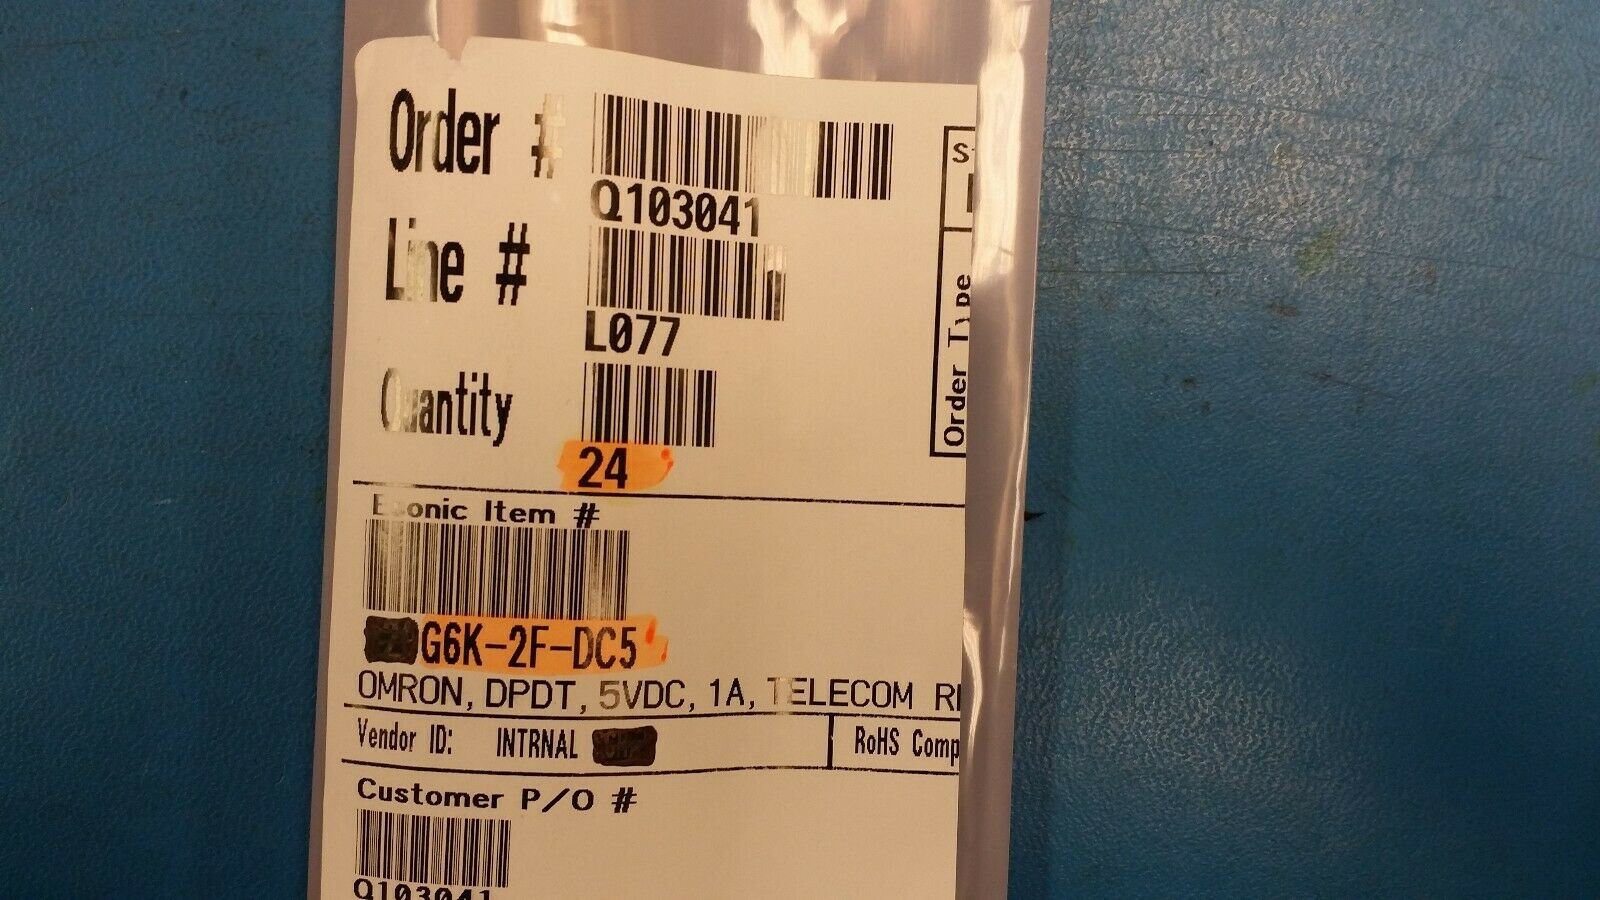 Order #
Q103041
Line #
L077
Quantity
24
Item #
G6K-2F-DC5
OMRON, DPDT, 5VDC, 1A, TELECOM
Vendor ID: INTRNAL
RoHS Comp
Customer P/O #
Q103041
Order Type